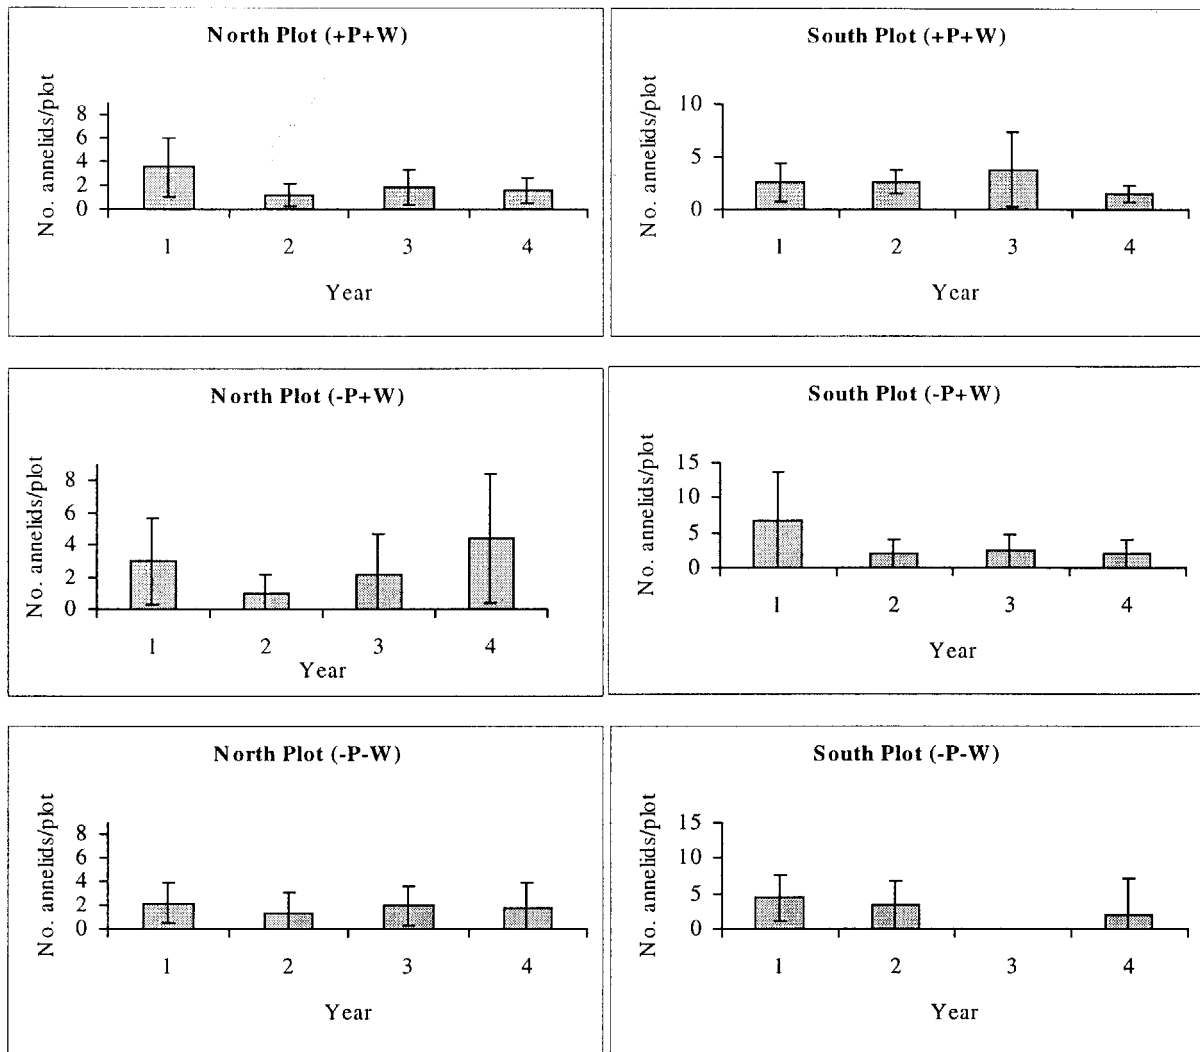 North Plot (+P+W)
No. annelids/plot
8
6
4
2
0
1 2 3 4
Year
South Plot (+P+W)
No. annelids/plot
10
5
0
1 2 3 4
Year
North Plot (-P+W)
No. annelids/plot
8
6
4
2
0
1 2 3 4
Year
South Plot (-P+W)
No. annelids/plot
15
10
5
0
1 2 3 4
Year
North Plot (-P-W)
No. annelids/plot
8
6
4
2
0
1 2 3 4
Year
South Plot (-P-W)
No. annelids/plot
15
10
5
0
1 2 3 4
Year